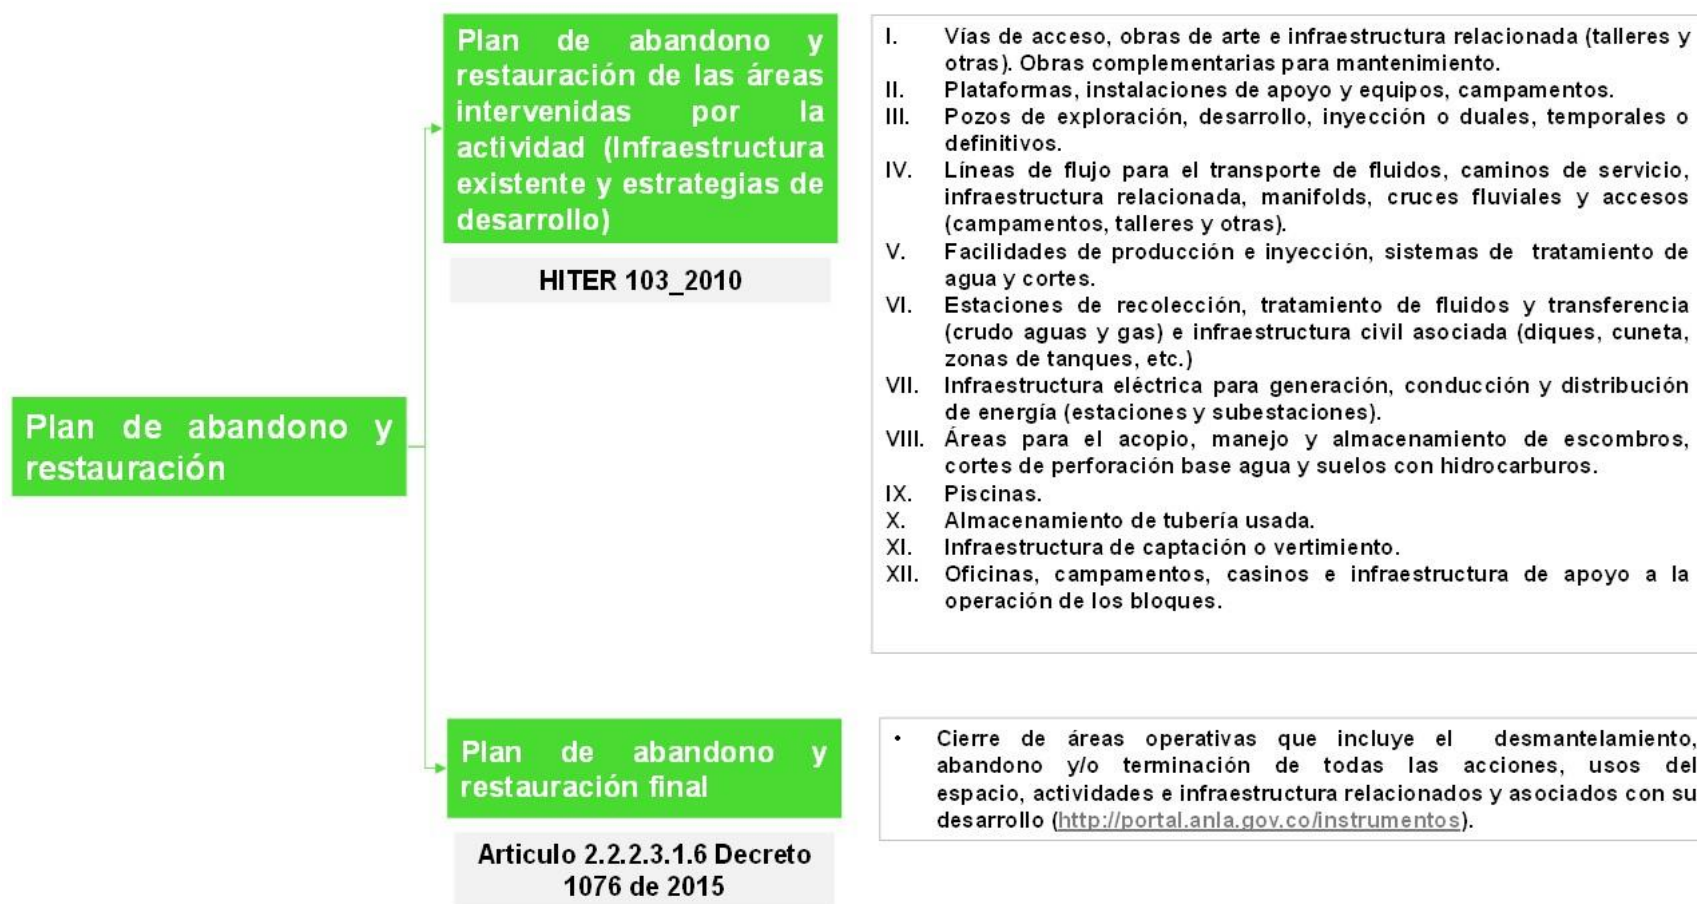 Plan de abandono y
restauración
Plan de abandono y
restauración de las áreas
intervenidas por la
actividad (Infraestructura
existente y estrategias de
desarrollo)
HITER 103_2010
I. Vías de acceso, obras de arte e infraestructura relacionada (talleres y
otras). Obras complementarias para mantenimiento.
II. Plataformas, instalaciones de apoyo y equipos, campamentos.
III. Pozos de exploración, desarrollo, inyección o duales, temporales o
definitivos.
IV. Líneas de flujo para el transporte de fluidos, caminos de servicio,
infraestructura relacionada, manifolds, cruces fluviales y accesos
(campamentos, talleres y otras).
V. Facilidades de producción e inyección, sistemas de tratamiento de
agua y cortes.
VI. Estaciones de recolección, tratamiento de fluidos y transferencia
(crudo aguas y gas) e infraestructura civil asociada (diques, cuneta,
zonas de tanques, etc.)
VII. Infraestructura eléctrica para generación, conducción y distribución
de energía (estaciones y subestaciones).
VIII. Áreas para el acopio, manejo y almacenamiento de escombros,
cortes de perforación base agua y suelos con hidrocarburos.
IX. Piscinas.
X. Almacenamiento de tubería usada.
XI. Infraestructura de captación o vertimiento.
XII. Oficinas, campamentos, casinos e infraestructura de apoyo a la
operación de los bloques.
Plan de abandono y
restauración final
Articulo 2.2.2.3.1.6 Decreto
1076 de 2015
• Cierre de áreas operativas que incluye el desmantelamiento,
abandono y/o terminación de todas las acciones, usos del
espacio, actividades e infraestructura relacionados y asociados con su
desarrollo (http://portal.anla.gov.co/instrumentos).